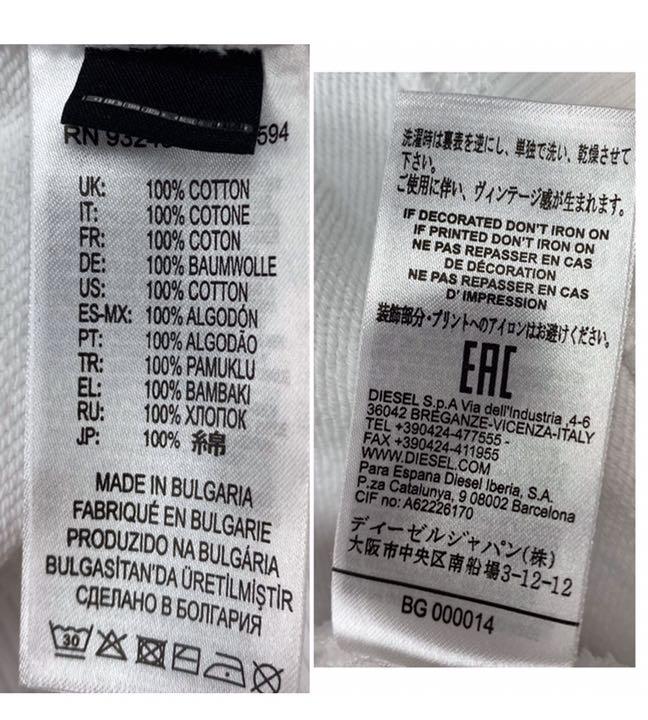 594
UK: 100% COTTON
IT: 100% COTONE
FR: 100% COTON
DE: 100% BAUMWOLLE
US: 100% COTTON
ES-MX: 100% ALGODÓN
PT: 100% ALGODÃO
TR: 100% PAMUKLU
EL: 100% BAMBAKI
RU: 100% ХЛОПОК
JP: 100% 綿
MADE IN BULGARIA
FABRIQUÉ EN BULGARIE
PRODUZIDO NA BULGÁRIA
BULGASİTAN'DA ÜRETİLMİŞTİR
СДЕЛАНО В БОЛГАРИЯ
30
洗濯時は裏表を逆にし、単独で洗い、乾燥させて
下さい。
ご使用に伴い、ヴィンテージ感が生まれます。
IF DECORATED DON'T IRON ON
IF PRINTED DON'T IRON ON
NE PAS REPASSER EN CAS
DE DÉCORATION
NE PAS REPASSER EN CAS
D' IMPRESSION
装飾部分・プリントへのアイロンはお避けください。
EAC
DIESEL S.p.A Via dell'Industria ,4-6
36042 BREGANZE-VICENZA-ITALY
TEL +390424-477555 -
FAX +390424-411955
WWW.DIESEL.COM
Para Espana Diesel Iberia, S.A.
P.za Catalunya, 9 08002 Barcelona
CIF no: A62226170
ディーゼルジャパン(株)
大阪市中央区南船場3-12-12
BG 000014